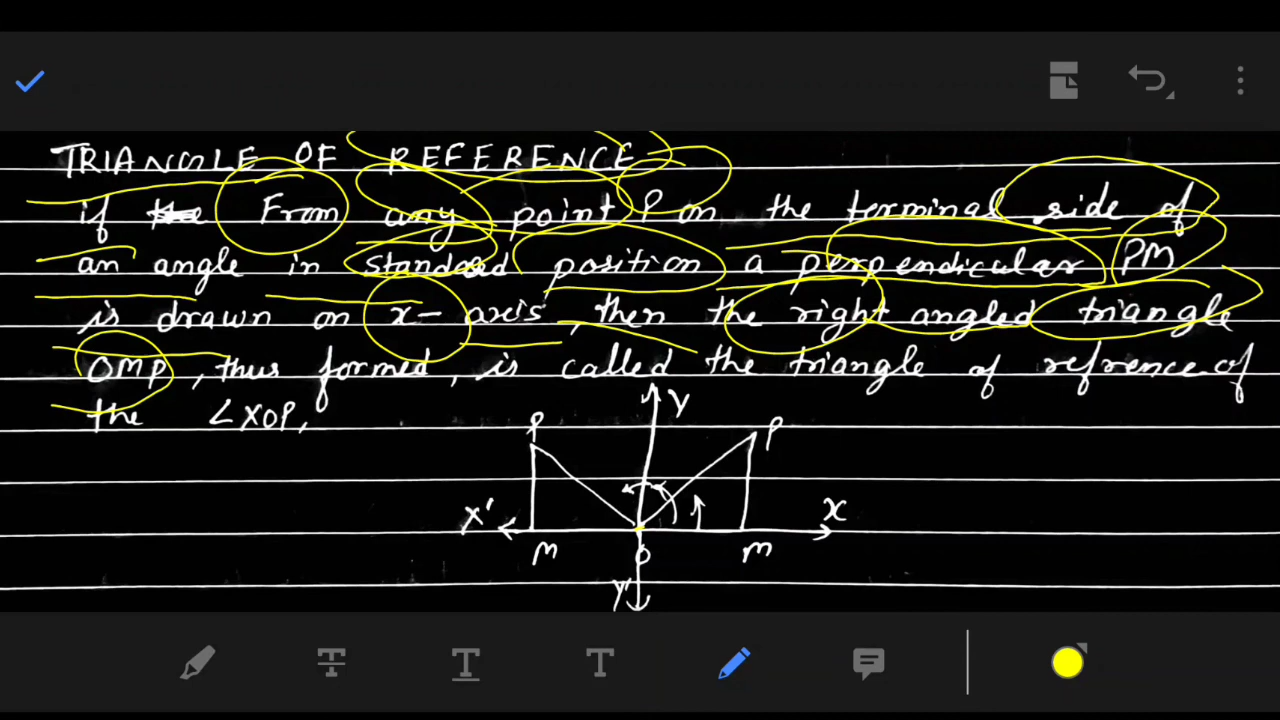 TRIANGLE OF REFERENCE
if the From any point P on the terminal side of
an angle in standard position a perpendicular PM
is drawn on x-axis, then the right angled triangle
OMP, thus formed, is called the triangle of refrence of
the ∠XOP,
Y
P
P
X'
X
M
O
M
Y'
T
T
T